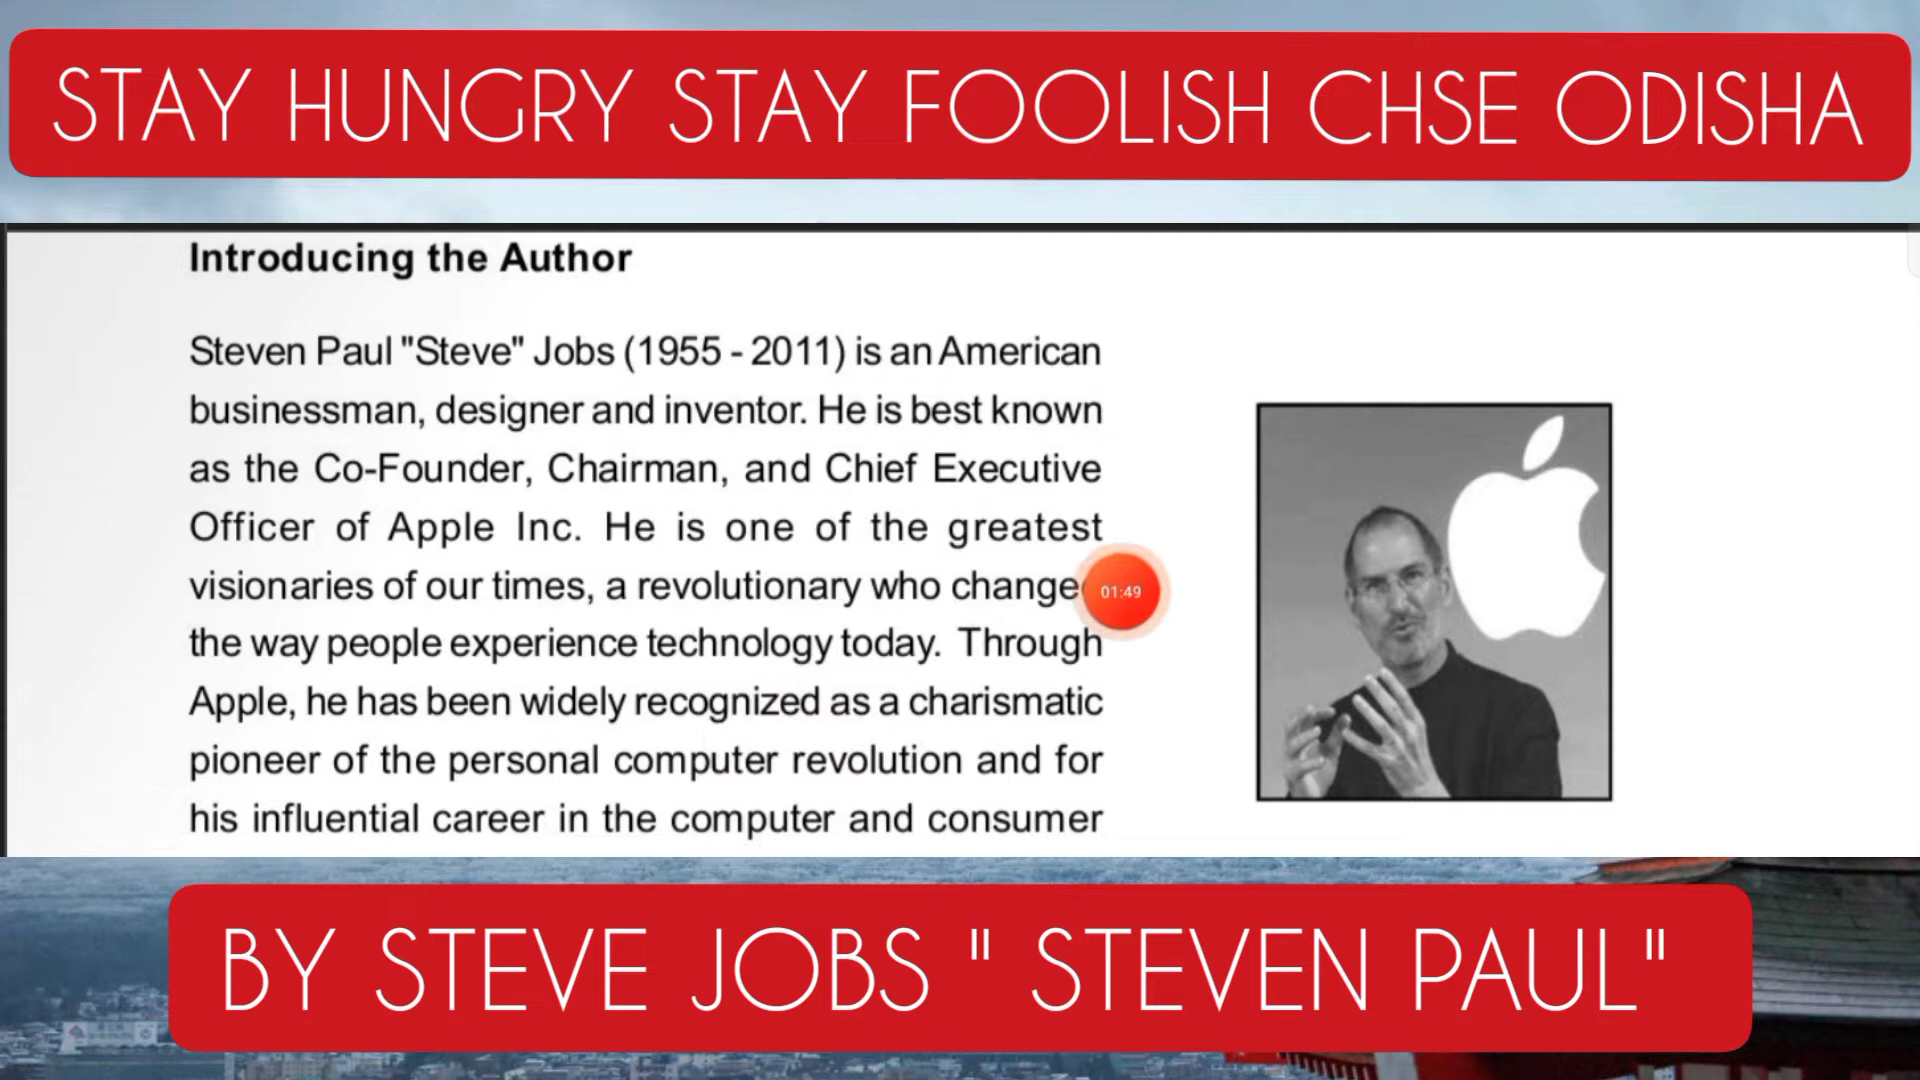 STAY HUNGRY STAY FOOLISH CHSE ODISHA
Introducing the Author
Steven Paul "Steve" Jobs (1955 - 2011) is an American
businessman, designer and inventor. He is best known
as the Co-Founder, Chairman, and Chief Executive
Officer of Apple Inc. He is one of the greatest
visionaries of our times, a revolutionary who change
01:49
the way people experience technology today. Through
Apple, he has been widely recognized as a charismatic
pioneer of the personal computer revolution and for
his influential career in the computer and consumer
BY STEVE JOBS " STEVEN PAUL"